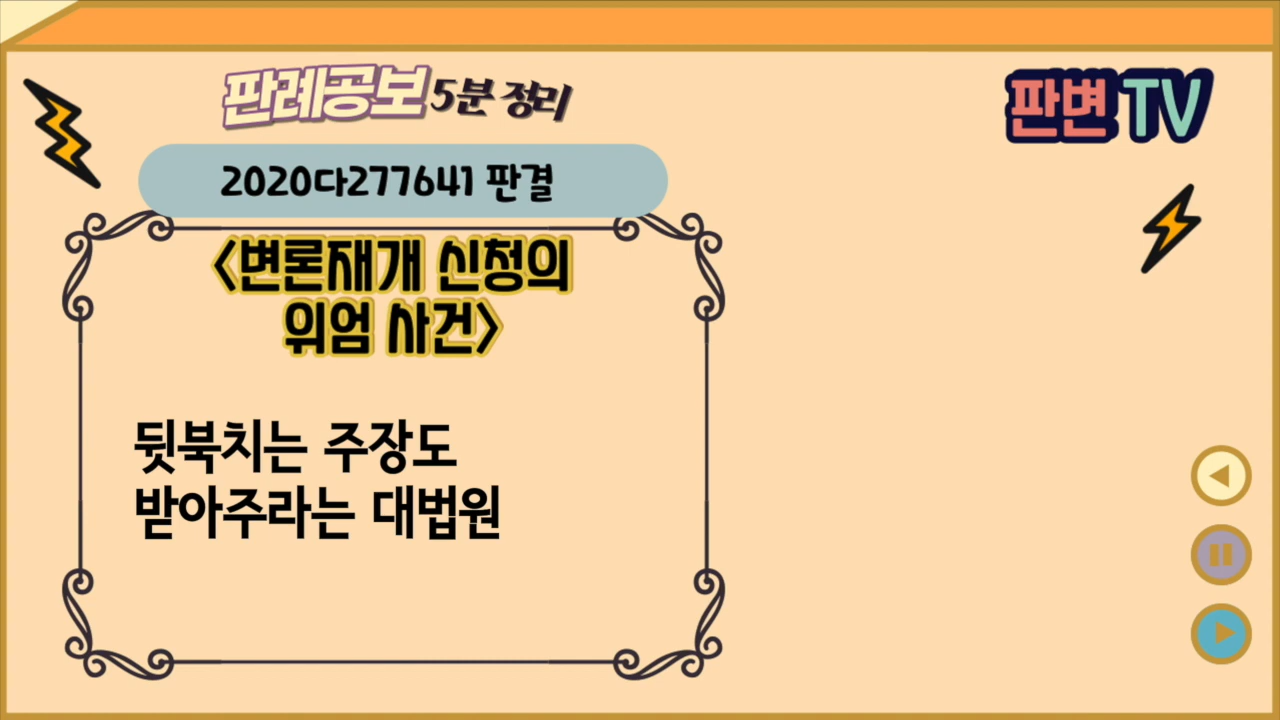 판례공보 5분 정리
판변 TV
2020다277641 판결
<변론재개 신청의
위엄 사건>
뒷북치는 주장도
받아주라는 대법원